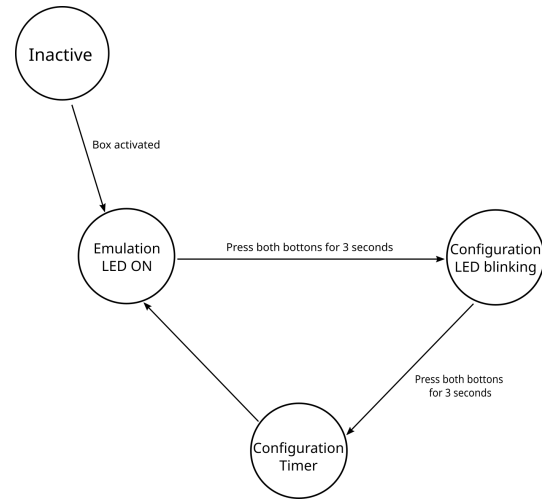 Inactive
Box activated
Emulation
LED ON
Press both bottons for 3 seconds
Configuration
LED blinking
Press both bottons
for 3 seconds
Configuration
Timer